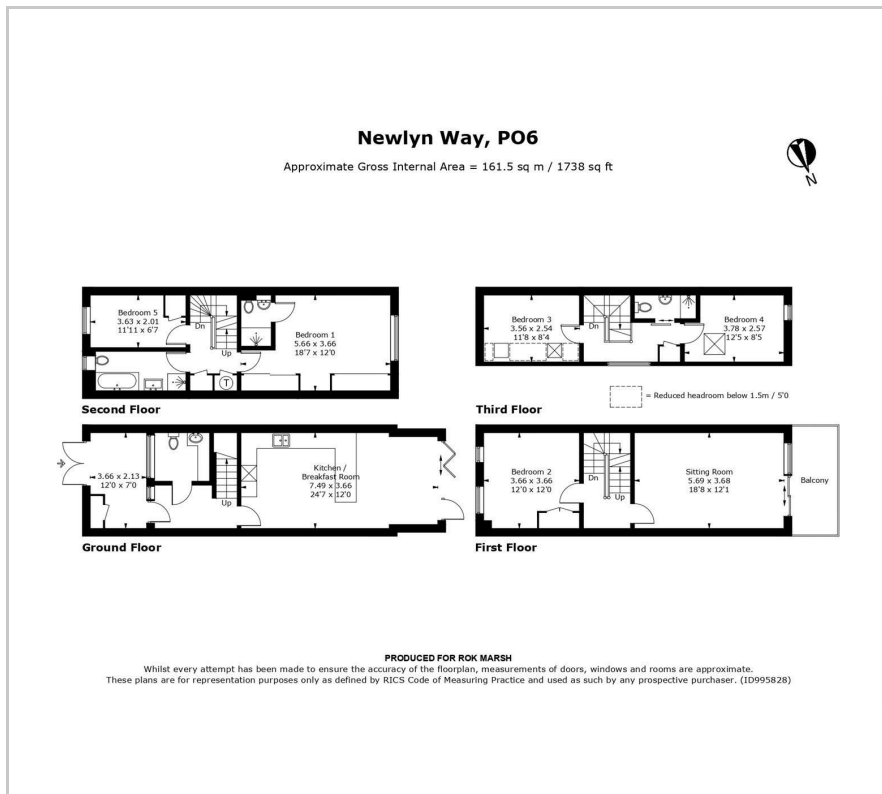 Newlyn Way, PO6
Approximate Gross Internal Area = 161.5 sq m / 1738 sq ft
N
Bedroom 5
3.63 x 2.01
11'11 x 6'7
Dn
Up
T
Bedroom 1
5.66 x 3.66
18'7 x 12'0
Second Floor
Bedroom 3
3.56 x 2.54
11'8 x 8'4
Dn
Bedroom 4
3.78 x 2.57
12'5 x 8'5
Third Floor
= Reduced headroom below 1.5m / 5'0
3.66 x 2.13
12'0 x 7'0
Up
Kitchen /
Breakfast Room
7.49 x 3.66
24'7 x 12'0
Ground Floor
Bedroom 2
3.66 x 3.66
12'0 x 12'0
Dn
Up
Sitting Room
5.69 x 3.68
18'8 x 12'1
Balcony
First Floor
PRODUCED FOR ROK MARSH
Whilst every attempt has been made to ensure the accuracy of the floorplan, measurements of doors, windows and rooms are approximate.
These plans are for representation purposes only as defined by RICS Code of Measuring Practice and used as such by any prospective purchaser. (ID995828)